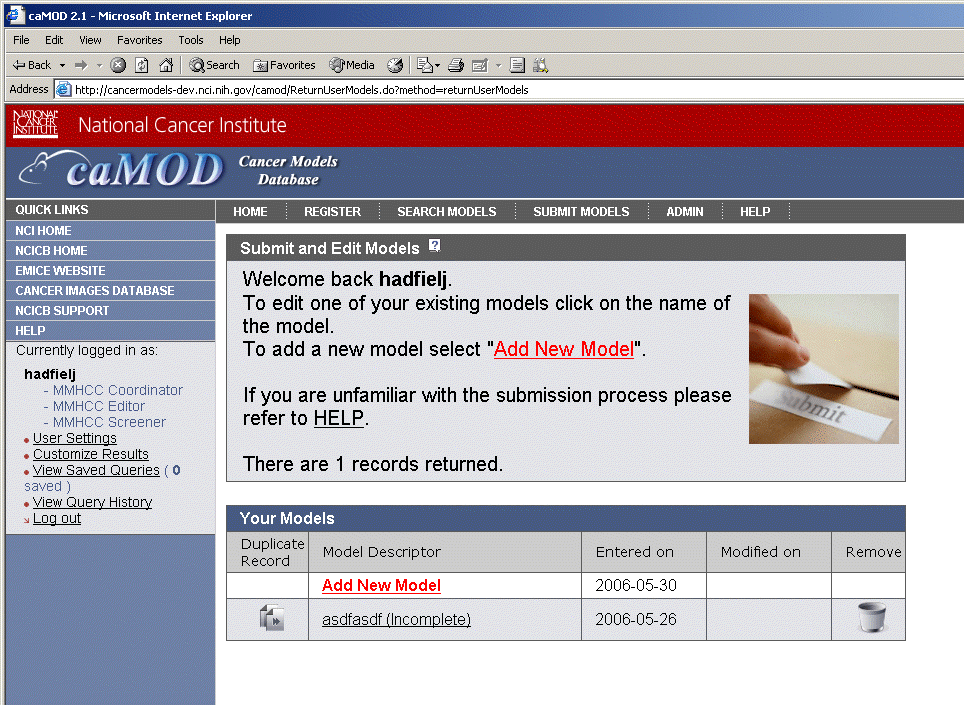 caMOD 2.1 - Microsoft Internet Explorer
File Edit View Favorites Tools Help
Back Search Favorites Media
Address http://cancermodels-dev.nci.nih.gov/camod/ReturnUserModels.do?method=returnUserModels
NATIONAL CANCER INSTITUTE National Cancer Institute
caMOD Cancer Models Database
QUICK LINKS
NCI HOME
NCICB HOME
EMICE WEBSITE
CANCER IMAGES DATABASE
NCICB SUPPORT
HELP
Currently logged in as:
hadfielj
- MMHCC Coordinator
- MMHCC Editor
- MMHCC Screener
User Settings
Customize Results
View Saved Queries ( 0
saved )
View Query History
Log out
HOME REGISTER SEARCH MODELS SUBMIT MODELS ADMIN HELP
Submit and Edit Models ?
Welcome back hadfielj.
To edit one of your existing models click on the name of
the model.
To add a new model select "Add New Model".
If you are unfamiliar with the submission process please
refer to HELP.
There are 1 records returned.
Submit
Your Models
Duplicate Record Model Descriptor Entered on Modified on Remove
Add New Model 2006-05-30
asdfasdf (Incomplete) 2006-05-26